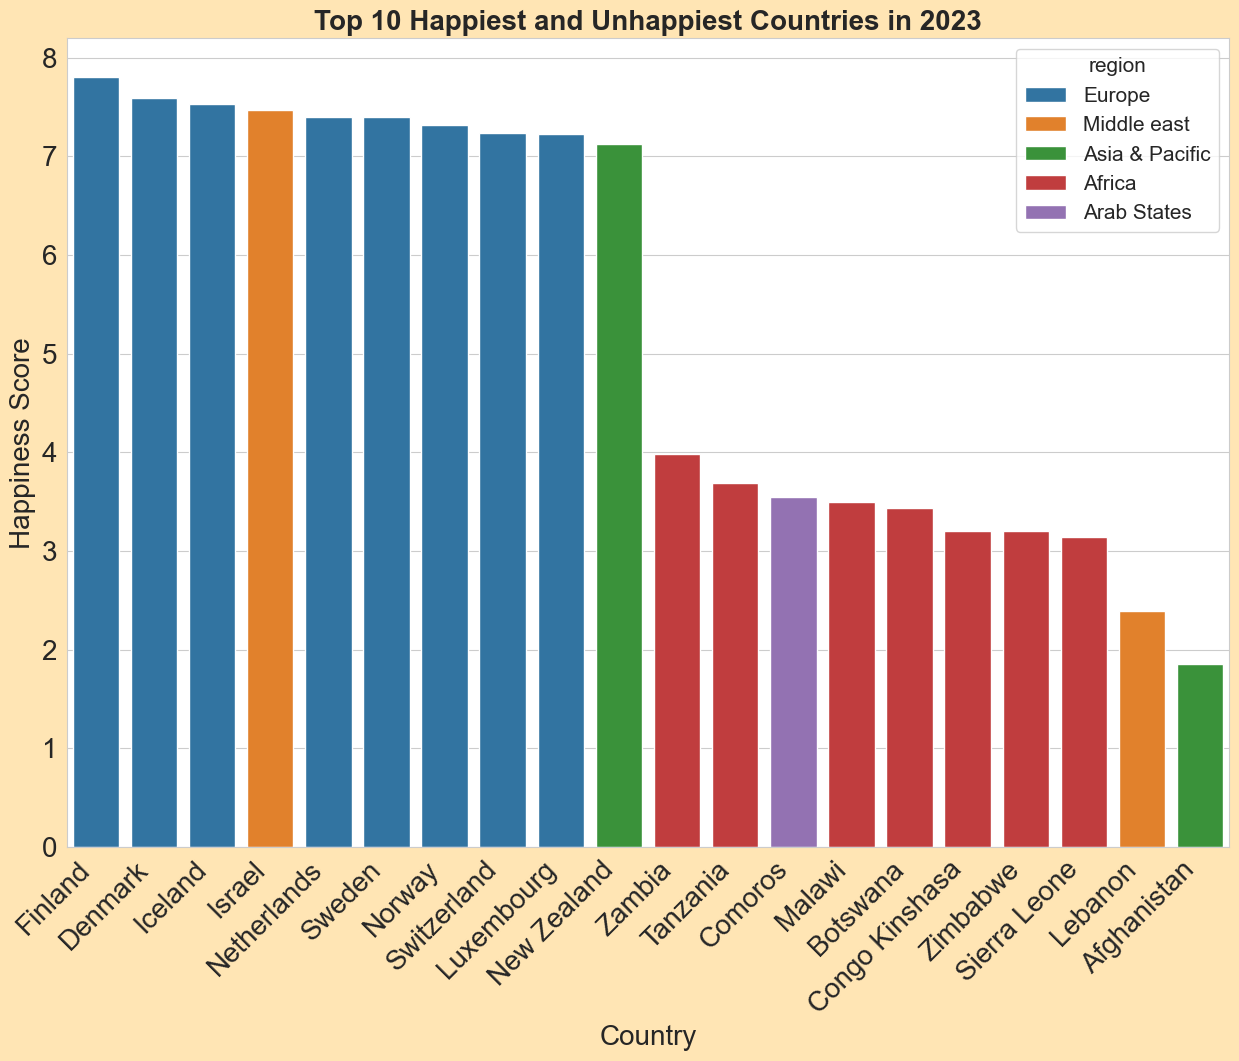 Top 10 Happiest and Unhappiest Countries in 2023
8
7
6
5
4
3
2
1
0
Happiness Score
region
Europe
Middle east
Asia & Pacific
Africa
Arab States
Finland
Denmark
Iceland
Israel
Netherlands
Sweden
Norway
Switzerland
Luxembourg
New Zealand
Zambia
Tanzania
Comoros
Malawi
Botswana
Congo Kinshasa
Zimbabwe
Sierra Leone
Lebanon
Afghanistan
Country